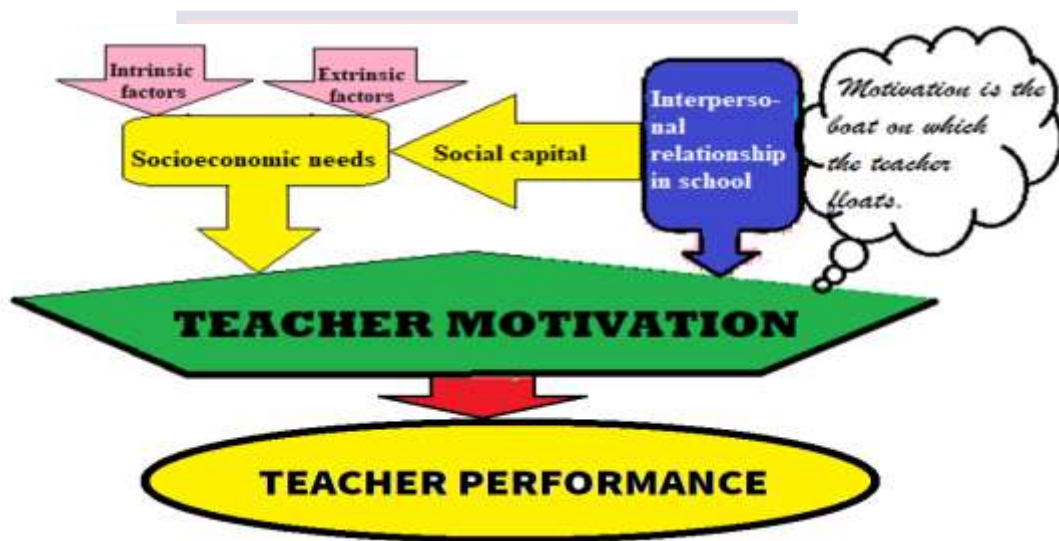 Intrinsic
factors
Extrinsic
factors
Socioeconomic needs
Social capital
Interperso-
nal
relationship
in school
Motivation is the
boat on which
the teacher
floats.
TEACHER MOTIVATION
TEACHER PERFORMANCE